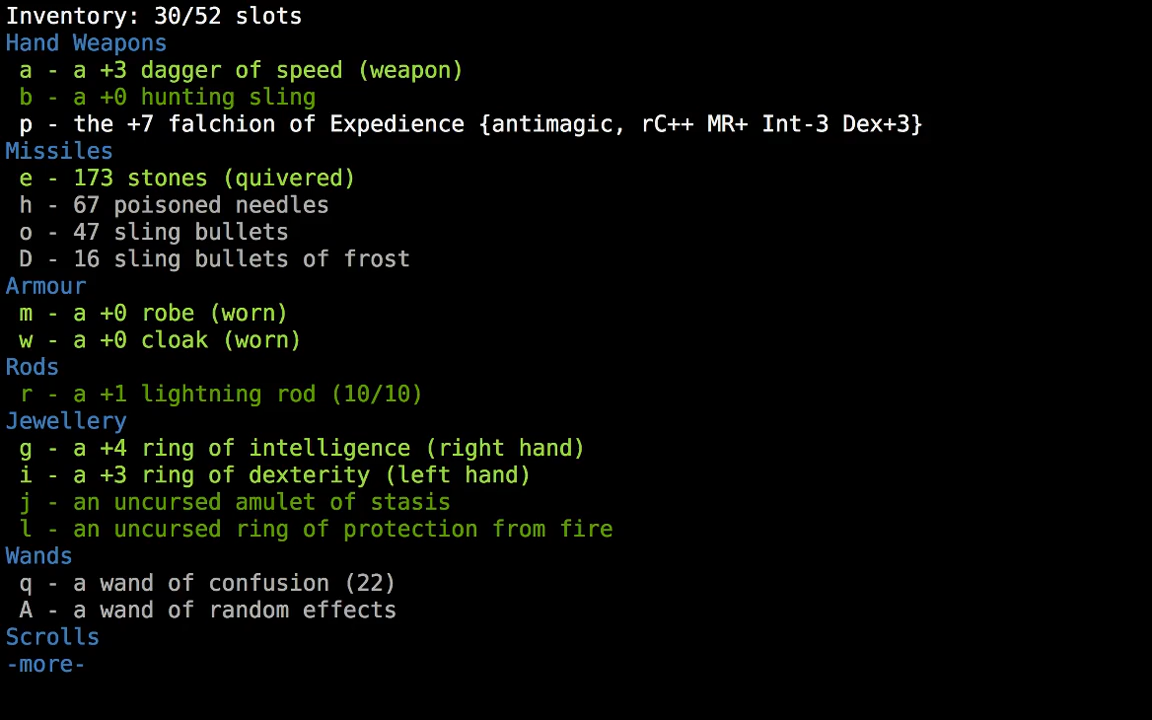 Inventory: 30/52 slots
Hand Weapons
a - a +3 dagger of speed (weapon)
b - a +0 hunting sling
p - the +7 falchion of Expedience {antimagic, rC++ MR+ Int-3 Dex+3}
Missiles
e - 173 stones (quivered)
h - 67 poisoned needles
o - 47 sling bullets
D - 16 sling bullets of frost
Armour
m - a +0 robe (worn)
w - a +0 cloak (worn)
Rods
r - a +1 lightning rod (10/10)
Jewellery
g - a +4 ring of intelligence (right hand)
i - a +3 ring of dexterity (left hand)
j - an uncursed amulet of stasis
l - an uncursed ring of protection from fire
Wands
q - a wand of confusion (22)
A - a wand of random effects
Scrolls
-more-